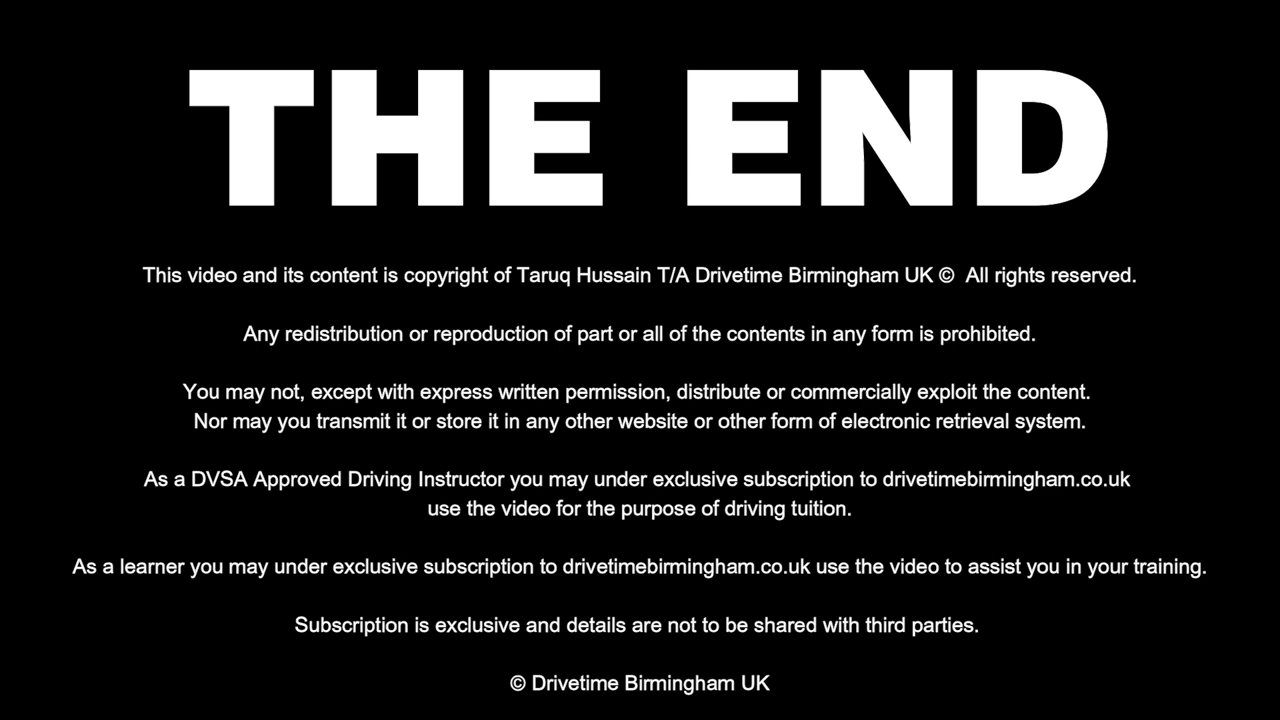 THE END
This video and its content is copyright of Taruq Hussain T/A Drivetime Birmingham UK © All rights reserved.
Any redistribution or reproduction of part or all of the contents in any form is prohibited.
You may not, except with express written permission, distribute or commercially exploit the content.
Nor may you transmit it or store it in any other website or other form of electronic retrieval system.
As a DVSA Approved Driving Instructor you may under exclusive subscription to drivetimebirmingham.co.uk
use the video for the purpose of driving tuition.
As a learner you may under exclusive subscription to drivetimebirmingham.co.uk use the video to assist you in your training.
Subscription is exclusive and details are not to be shared with third parties.
© Drivetime Birmingham UK